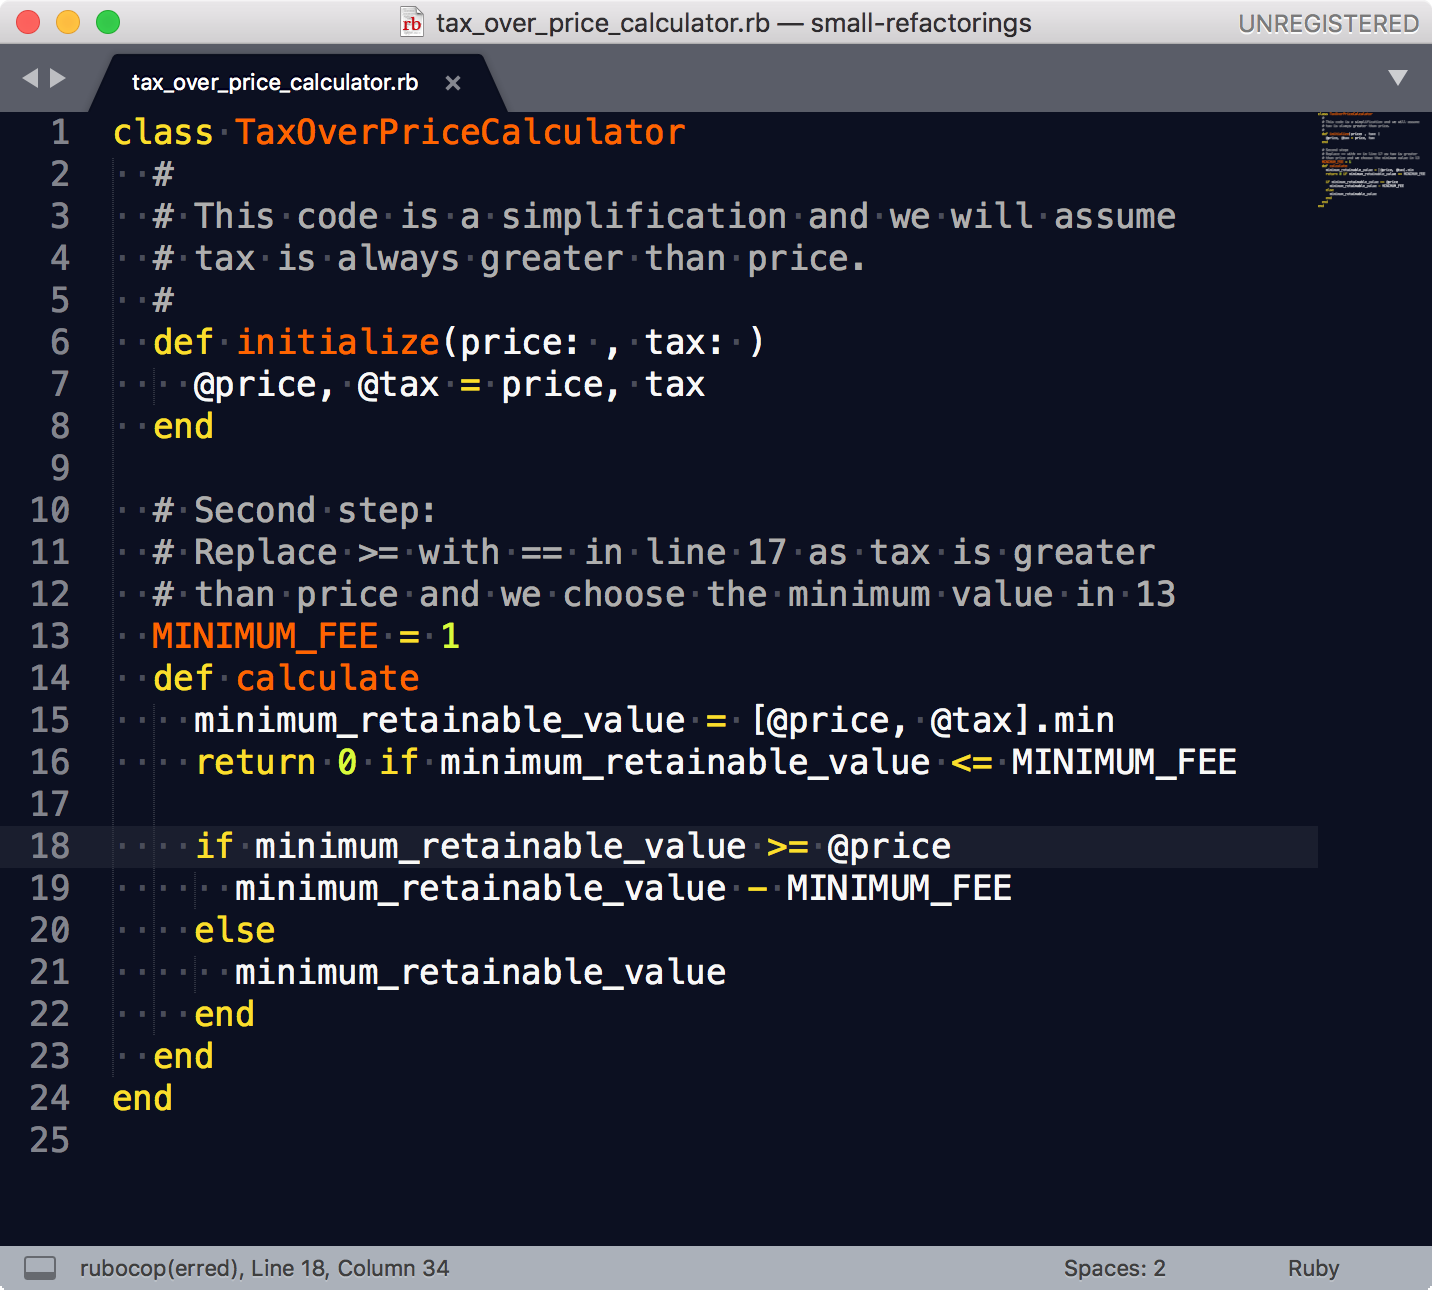 rb tax_over_price_calculator.rb — small-refactorings UNREGISTERED
tax_over_price_calculator.rb ×
1 class TaxOverPriceCalculator
2   #
3   # This code is a simplification and we will assume
4   # tax is always greater than price.
5   #
6   def initialize(price: , tax: )
7     @price, @tax = price, tax
8   end
9
10   # Second step:
11   # Replace >= with == in line 17 as tax is greater
12   # than price and we choose the minimum value in 13
13   MINIMUM_FEE = 1
14   def calculate
15     minimum_retainable_value = [@price, @tax].min
16     return 0 if minimum_retainable_value <= MINIMUM_FEE
17
18     if minimum_retainable_value >= @price
19       minimum_retainable_value - MINIMUM_FEE
20     else
21       minimum_retainable_value
22     end
23   end
24 end
25
rubocop(erred), Line 18, Column 34 Spaces: 2 Ruby